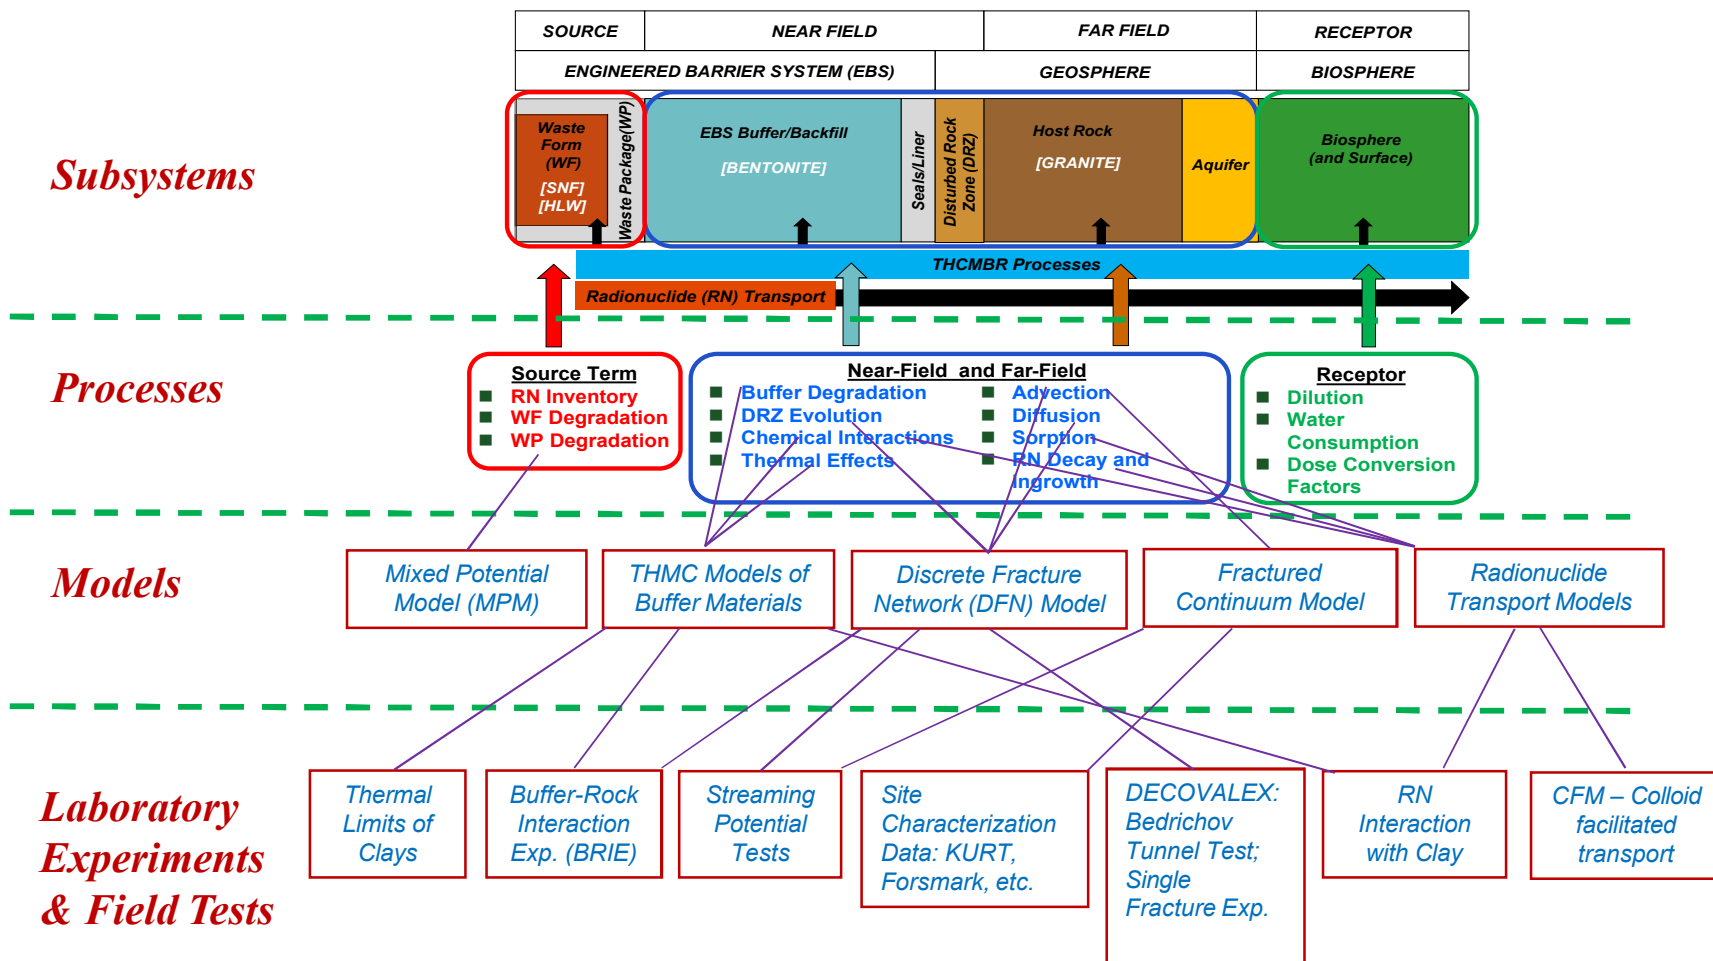 SOURCE
NEAR FIELD
FAR FIELD
RECEPTOR
ENGINEERED BARRIER SYSTEM (EBS)
GEOSPHERE
BIOSPHERE
Subsystems
Waste
Form
(WF)
[SNF]
[HLW]
Waste Package(WP)
EBS Buffer/Backfill
[BENTONITE]
Seals/Liner
Disturbed Rock
Zone (DRZ)
Host Rock
[GRANITE]
Aquifer
Biosphere
(and Surface)
THCMBR Processes
Radionuclide (RN) Transport
Processes
Source Term
RN Inventory
WF Degradation
WP Degradation
Near-Field and Far-Field
Buffer Degradation
DRZ Evolution
Chemical Interactions
Thermal Effects
Advection
Diffusion
Sorption
RN Decay and
Ingrowth
Receptor
Dilution
Water
Consumption
Dose Conversion
Factors
Models
Mixed Potential
Model (MPM)
THMC Models of
Buffer Materials
Discrete Fracture
Network (DFN) Model
Fractured
Continuum Model
Radionuclide
Transport Models
Laboratory
Experiments
& Field Tests
Thermal
Limits of
Clays
Buffer-Rock
Interaction
Exp. (BRIE)
Streaming
Potential
Tests
Site
Characterization
Data: KURT,
Forsmark, etc.
DECOVALEX:
Bedrichov
Tunnel Test;
Single
Fracture Exp.
RN
Interaction
with Clay
CFM – Colloid
facilitated
transport